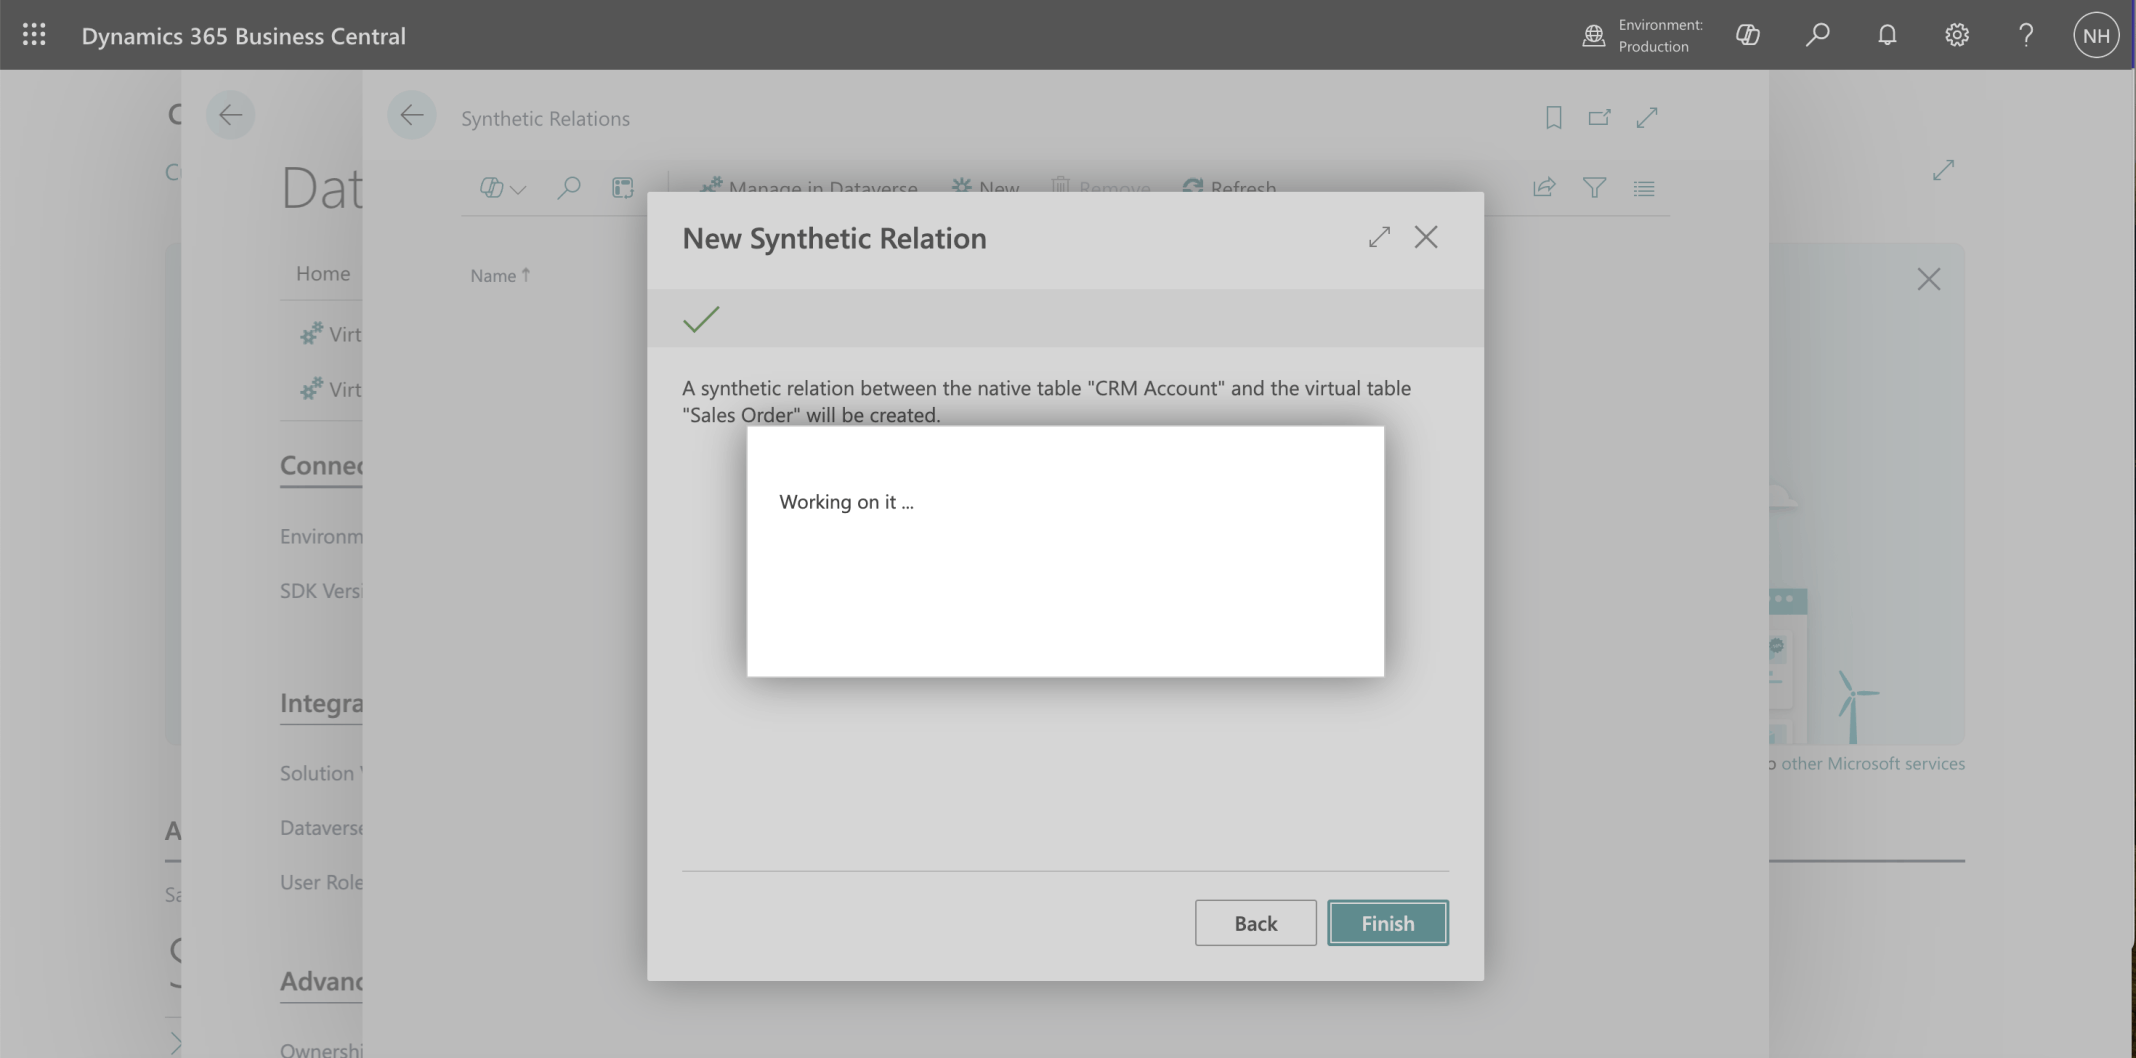 Dynamics 365 Business Central
Environment:
Production
NH
Synthetic Relations
Dat
Manage in Dataverse
New
Remove
Refresh
Home
Name ↑
Virt
Virt
New Synthetic Relation
A synthetic relation between the native table "CRM Account" and the virtual table
"Sales Order" will be created.
Working on it ...
Connec
Environm
SDK Versi
Integra
Solution
Dataverse
User Role
Advanc
Ownershi
other Microsoft services
Back
Finish